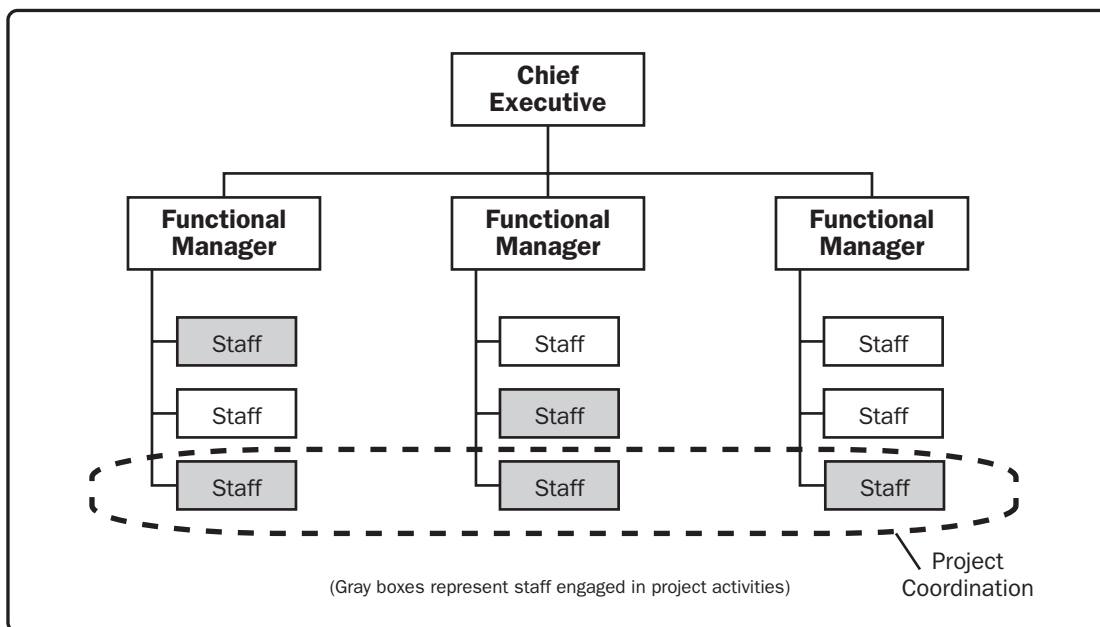 Chief
Executive
Functional
Manager
Functional
Manager
Functional
Manager
Staff
Staff
Staff
Staff
Staff
Staff
Staff
Staff
Staff
Project
Coordination
(Gray boxes represent staff engaged in project activities)